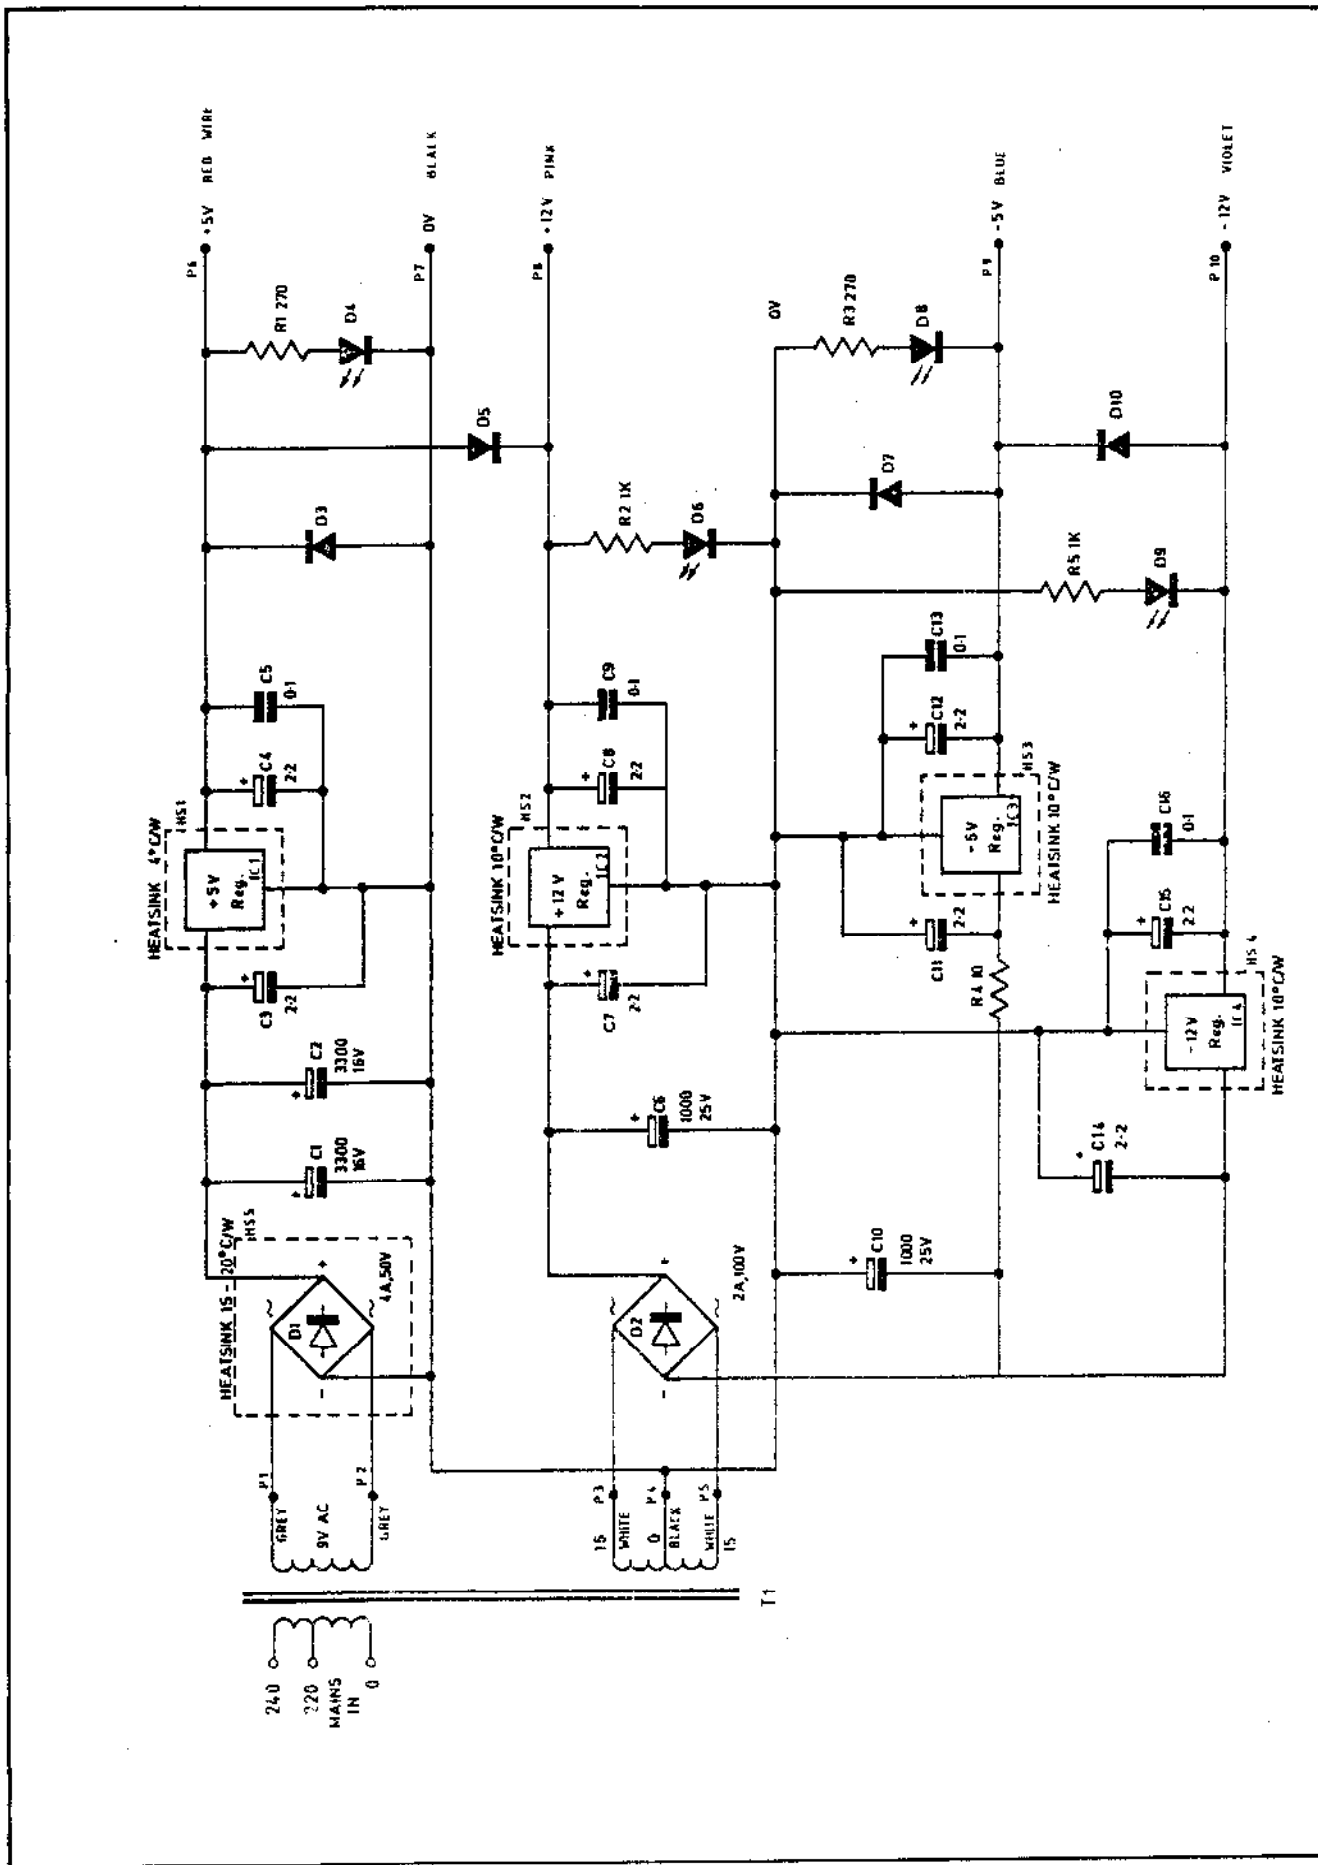 240
220
MAINS
IN
0
T1
GREY
9V AC
GREY
P1
P2
15
WHITE
0
BLACK
WHITE
15
P3
P4
P5
HEATSINK 15 - 20°C/W
HS5
D1
+
-
4A,50V
D2
+
-
2A,100V
+
C1
3300
16V
+
C2
3300
16V
+
C3
2·2
HEATSINK 4°C/W
HS1
+5V
Reg.
IC1
+
C4
2·2
C5
0·1
D3
R1 270
D4
P6
+5V RED WIRE
P7
0V BLACK
D5
+
C6
1000
25V
+
C7
2·2
HEATSINK 10°C/W
HS2
+12V
Reg.
IC2
+
C8
2·2
C9
0·1
R2 1K
D6
P8
+12V PINK
0V
+
C10
1000
25V
R4 10
+
C11
2·2
HS3
-5V
Reg.
IC3
HEATSINK 10°C/W
+
C12
2·2
C13
0·1
D7
R3 270
D8
P9
-5V BLUE
+
C14
2·2
HS4
-12V
Reg.
IC4
HEATSINK 10°C/W
+
C15
2·2
C16
0·1
R5 1K
D9
D10
P10
-12V VIOLET